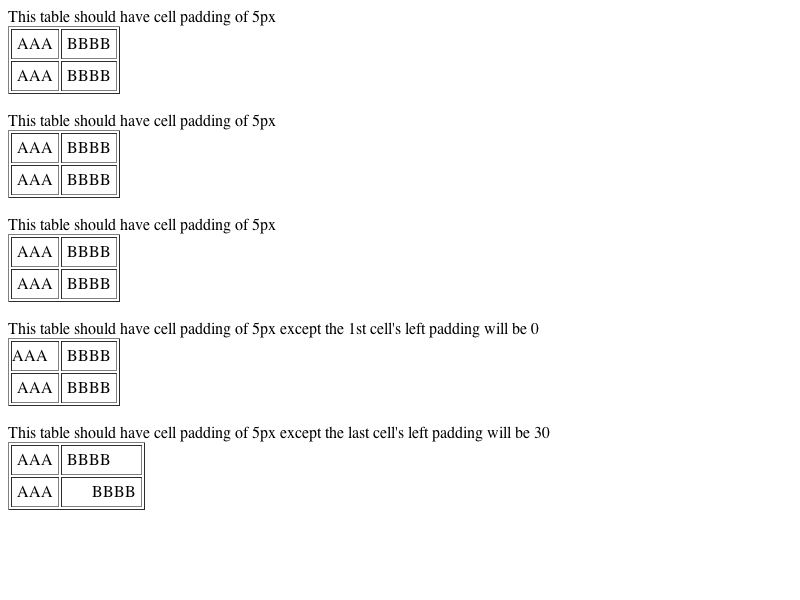 This table should have cell padding of 5px
AAA BBBB
AAA BBBB
This table should have cell padding of 5px
AAA BBBB
AAA BBBB
This table should have cell padding of 5px
AAA BBBB
AAA BBBB
This table should have cell padding of 5px except the 1st cell's left padding will be 0
AAA BBBB
AAA BBBB
This table should have cell padding of 5px except the last cell's left padding will be 30
AAA BBBB
AAA BBBB